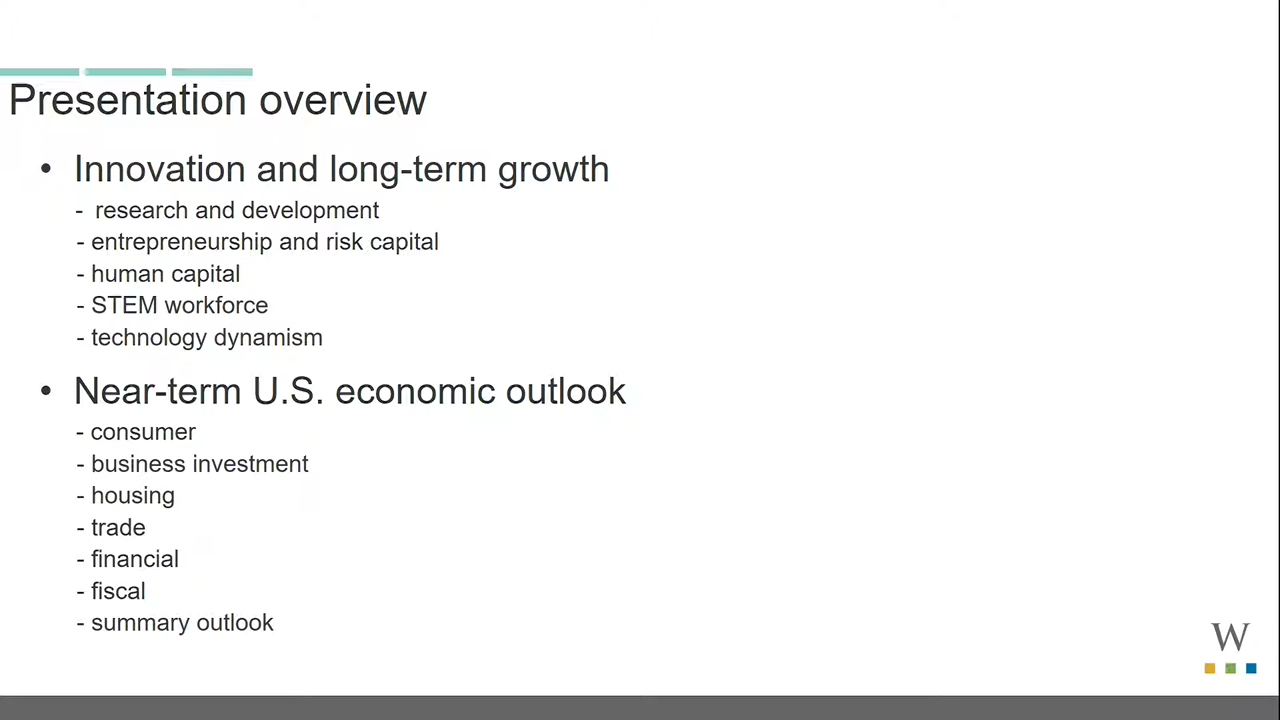 Presentation overview
• Innovation and long-term growth
- research and development
- entrepreneurship and risk capital
- human capital
- STEM workforce
- technology dynamism
• Near-term U.S. economic outlook
- consumer
- business investment
- housing
- trade
- financial
- fiscal
- summary outlook
W